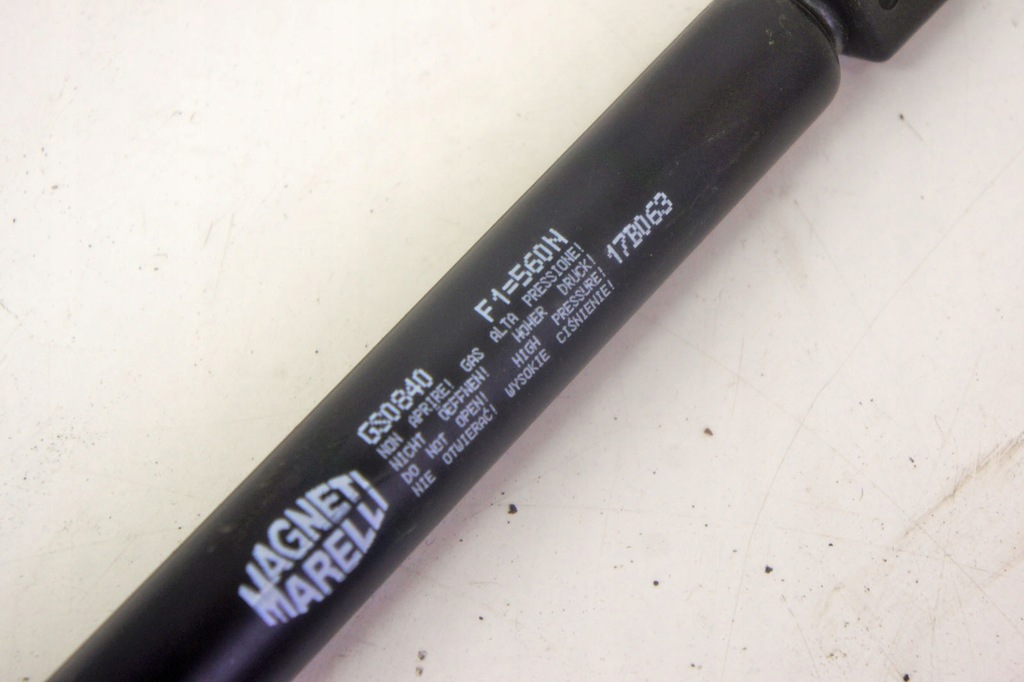 MAGNETI
MARELLI
GS0840 F1=560N
NON APRIRE! GAS ALTA PRESSIONE!
NICHT OEFFNEN! HOHER DRUCK! 17B063
DO NOT OPEN! HIGH PRESSURE!
NIE OTWIERAĆ! WYSOKIE CIŚNIENIE!